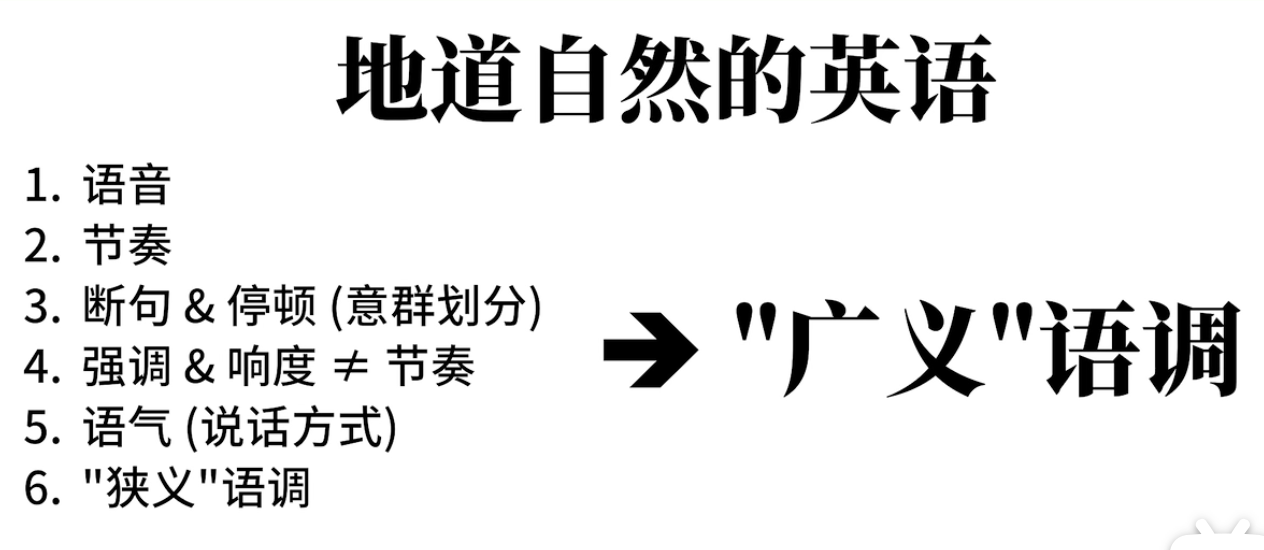 地道自然的英语
1. 语音
2. 节奏
3. 断句 & 停顿 (意群划分)
4. 强调 & 响度 ≠ 节奏
5. 语气 (说话方式)
6. "狭义"语调
"广义"语调